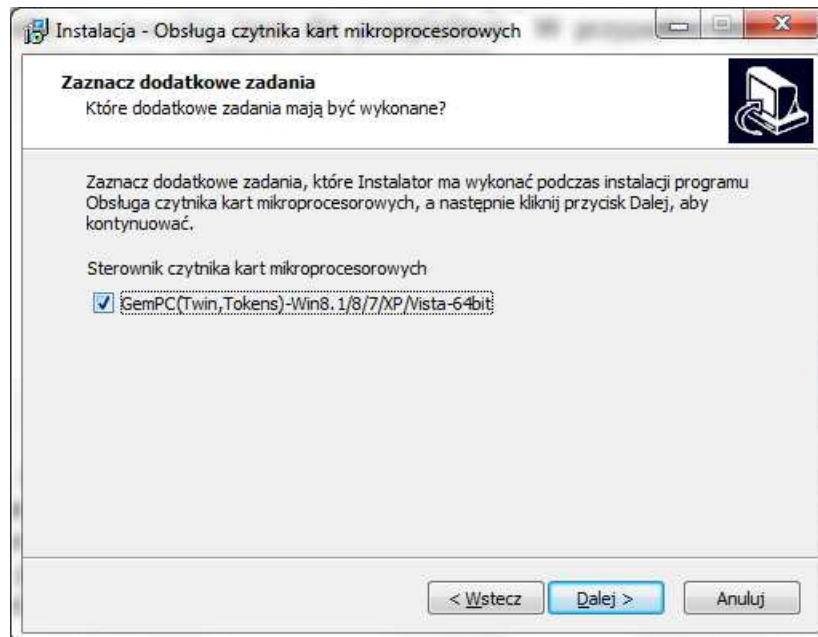 Instalacja - Obsługa czytnika kart mikroprocesorowych
Zaznacz dodatkowe zadania
Które dodatkowe zadania mają być wykonane?
Zaznacz dodatkowe zadania, które Instalator ma wykonać podczas instalacji programu
Obsługa czytnika kart mikroprocesorowych, a następnie kliknij przycisk Dalej, aby
kontynuować.
Sterownik czytnika kart mikroprocesorowych
GemPC(Twin,Tokens)-Win8.1/8/7/XP/Vista-64bit
< Wstecz Dalej > Anuluj